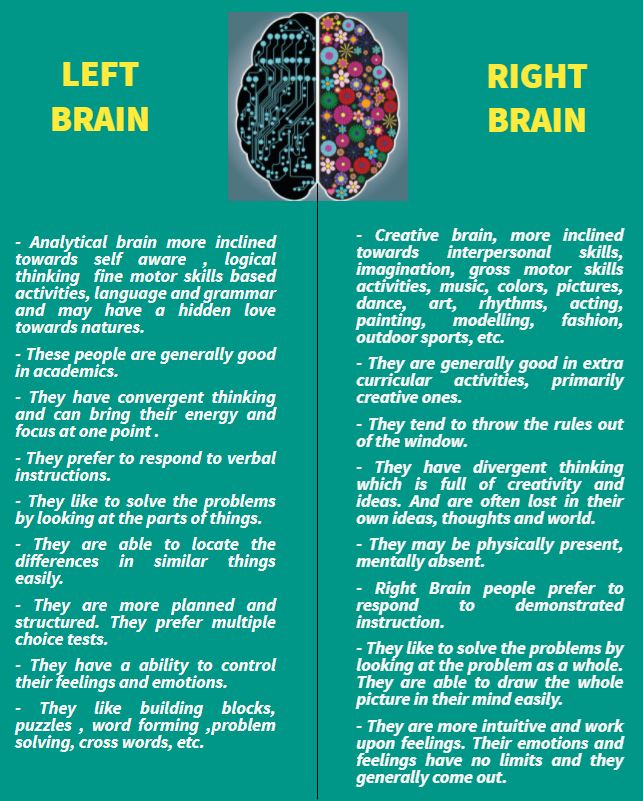 LEFT
BRAIN
RIGHT
BRAIN
- Analytical brain more inclined
towards self aware , logical
thinking fine motor skills based
activities, language and grammar
and may have a hidden love
towards natures.
- These people are generally good
in academics.
- They have convergent thinking
and can bring their energy and
focus at one point .
- They prefer to respond to verbal
instructions.
- They like to solve the problems
by looking at the parts of things.
- They are able to locate the
differences in similar things
easily.
- They are more planned and
structured. They prefer multiple
choice tests.
- They have a ability to control
their feelings and emotions.
- They like building blocks,
puzzles , word forming ,problem
solving, cross words, etc.
- Creative brain, more inclined
towards interpersonal skills,
imagination, gross motor skills
activities, music, colors, pictures,
dance, art, rhythms, acting,
painting, modelling, fashion,
outdoor sports, etc.
- They are generally good in extra
curricular activities, primarily
creative ones.
- They tend to throw the rules out
of the window.
- They have divergent thinking
which is full of creativity and
ideas. And are often lost in their
own ideas, thoughts and world.
- They may be physically present,
mentally absent.
- Right Brain people prefer to
respond to demonstrated
instruction.
- They like to solve the problems by
looking at the problem as a whole.
They are able to draw the whole
picture in their mind easily.
- They are more intuitive and work
upon feelings. Their emotions and
feelings have no limits and they
generally come out.